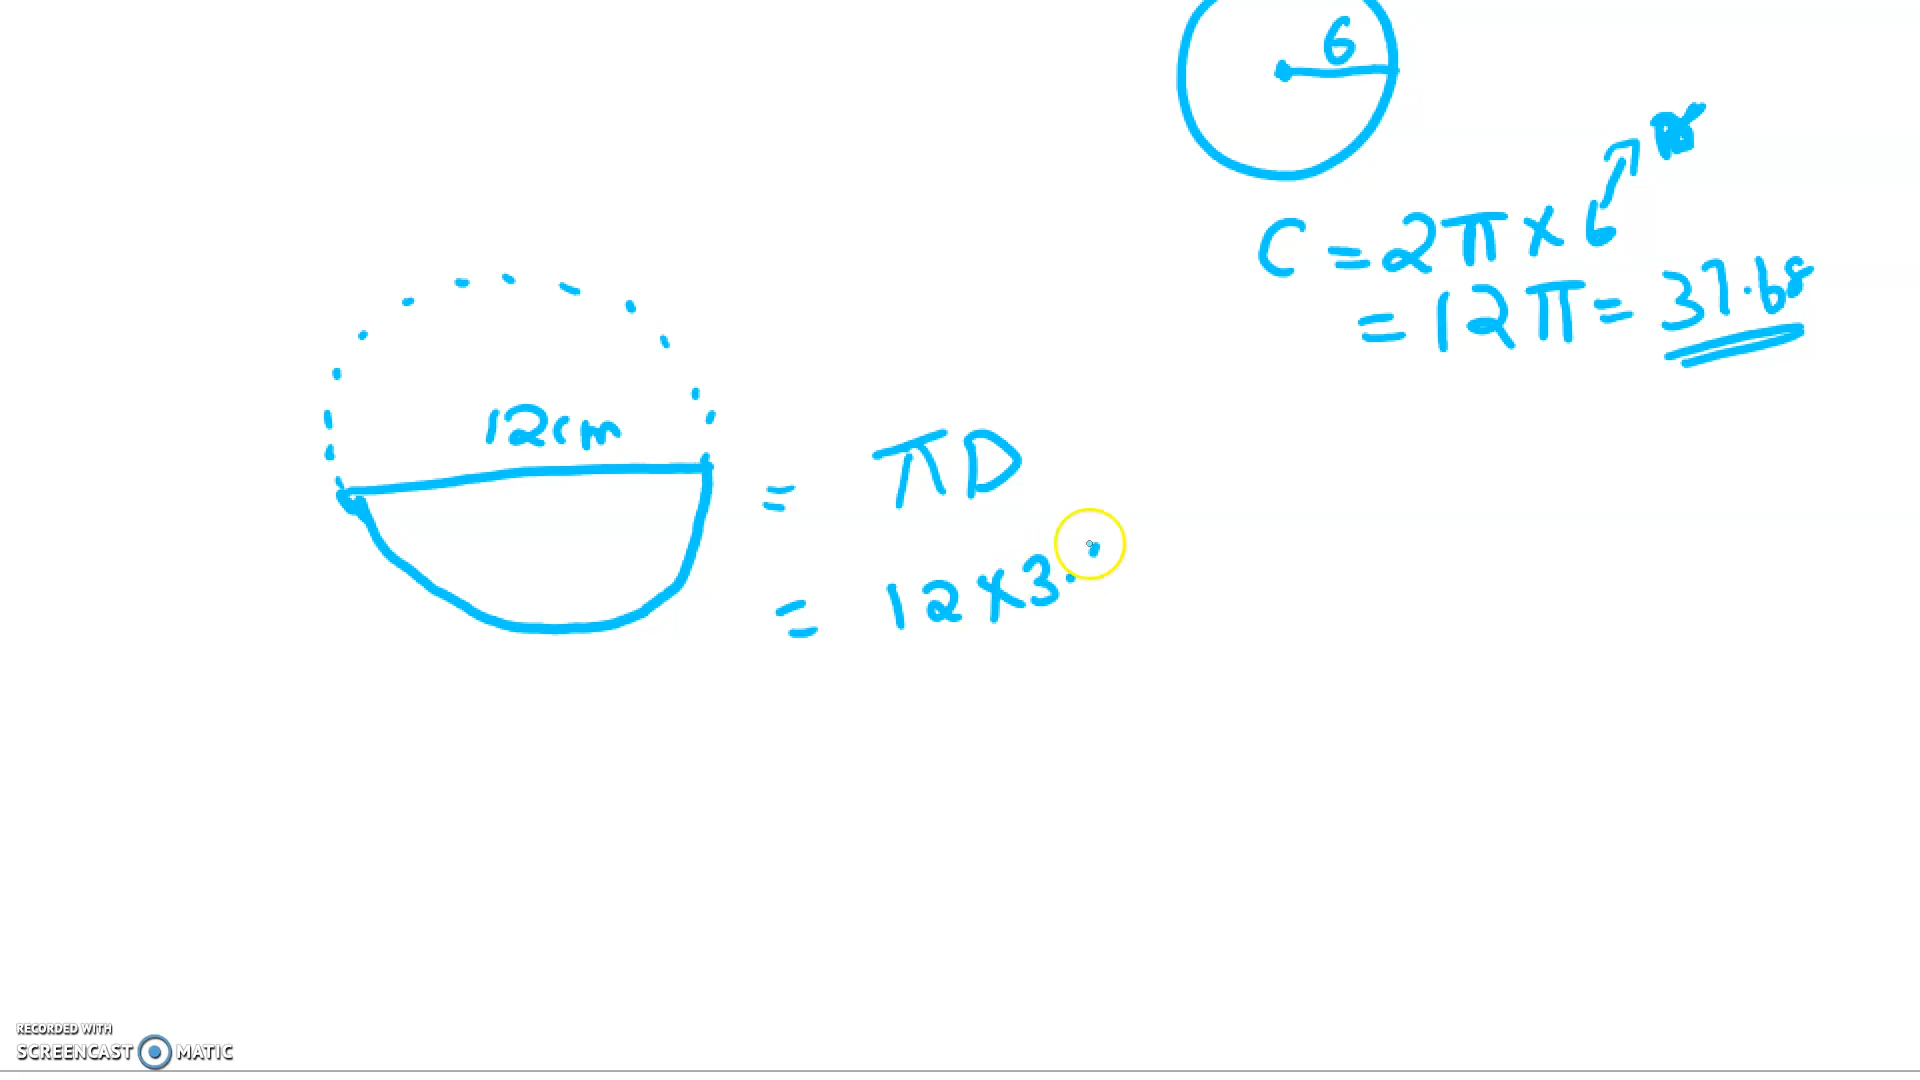 6
C = 2π × 6
= 12π = 37.68
12cm
= πD
= 12 × 3.
RECORDED WITH
SCREENCAST MATIC